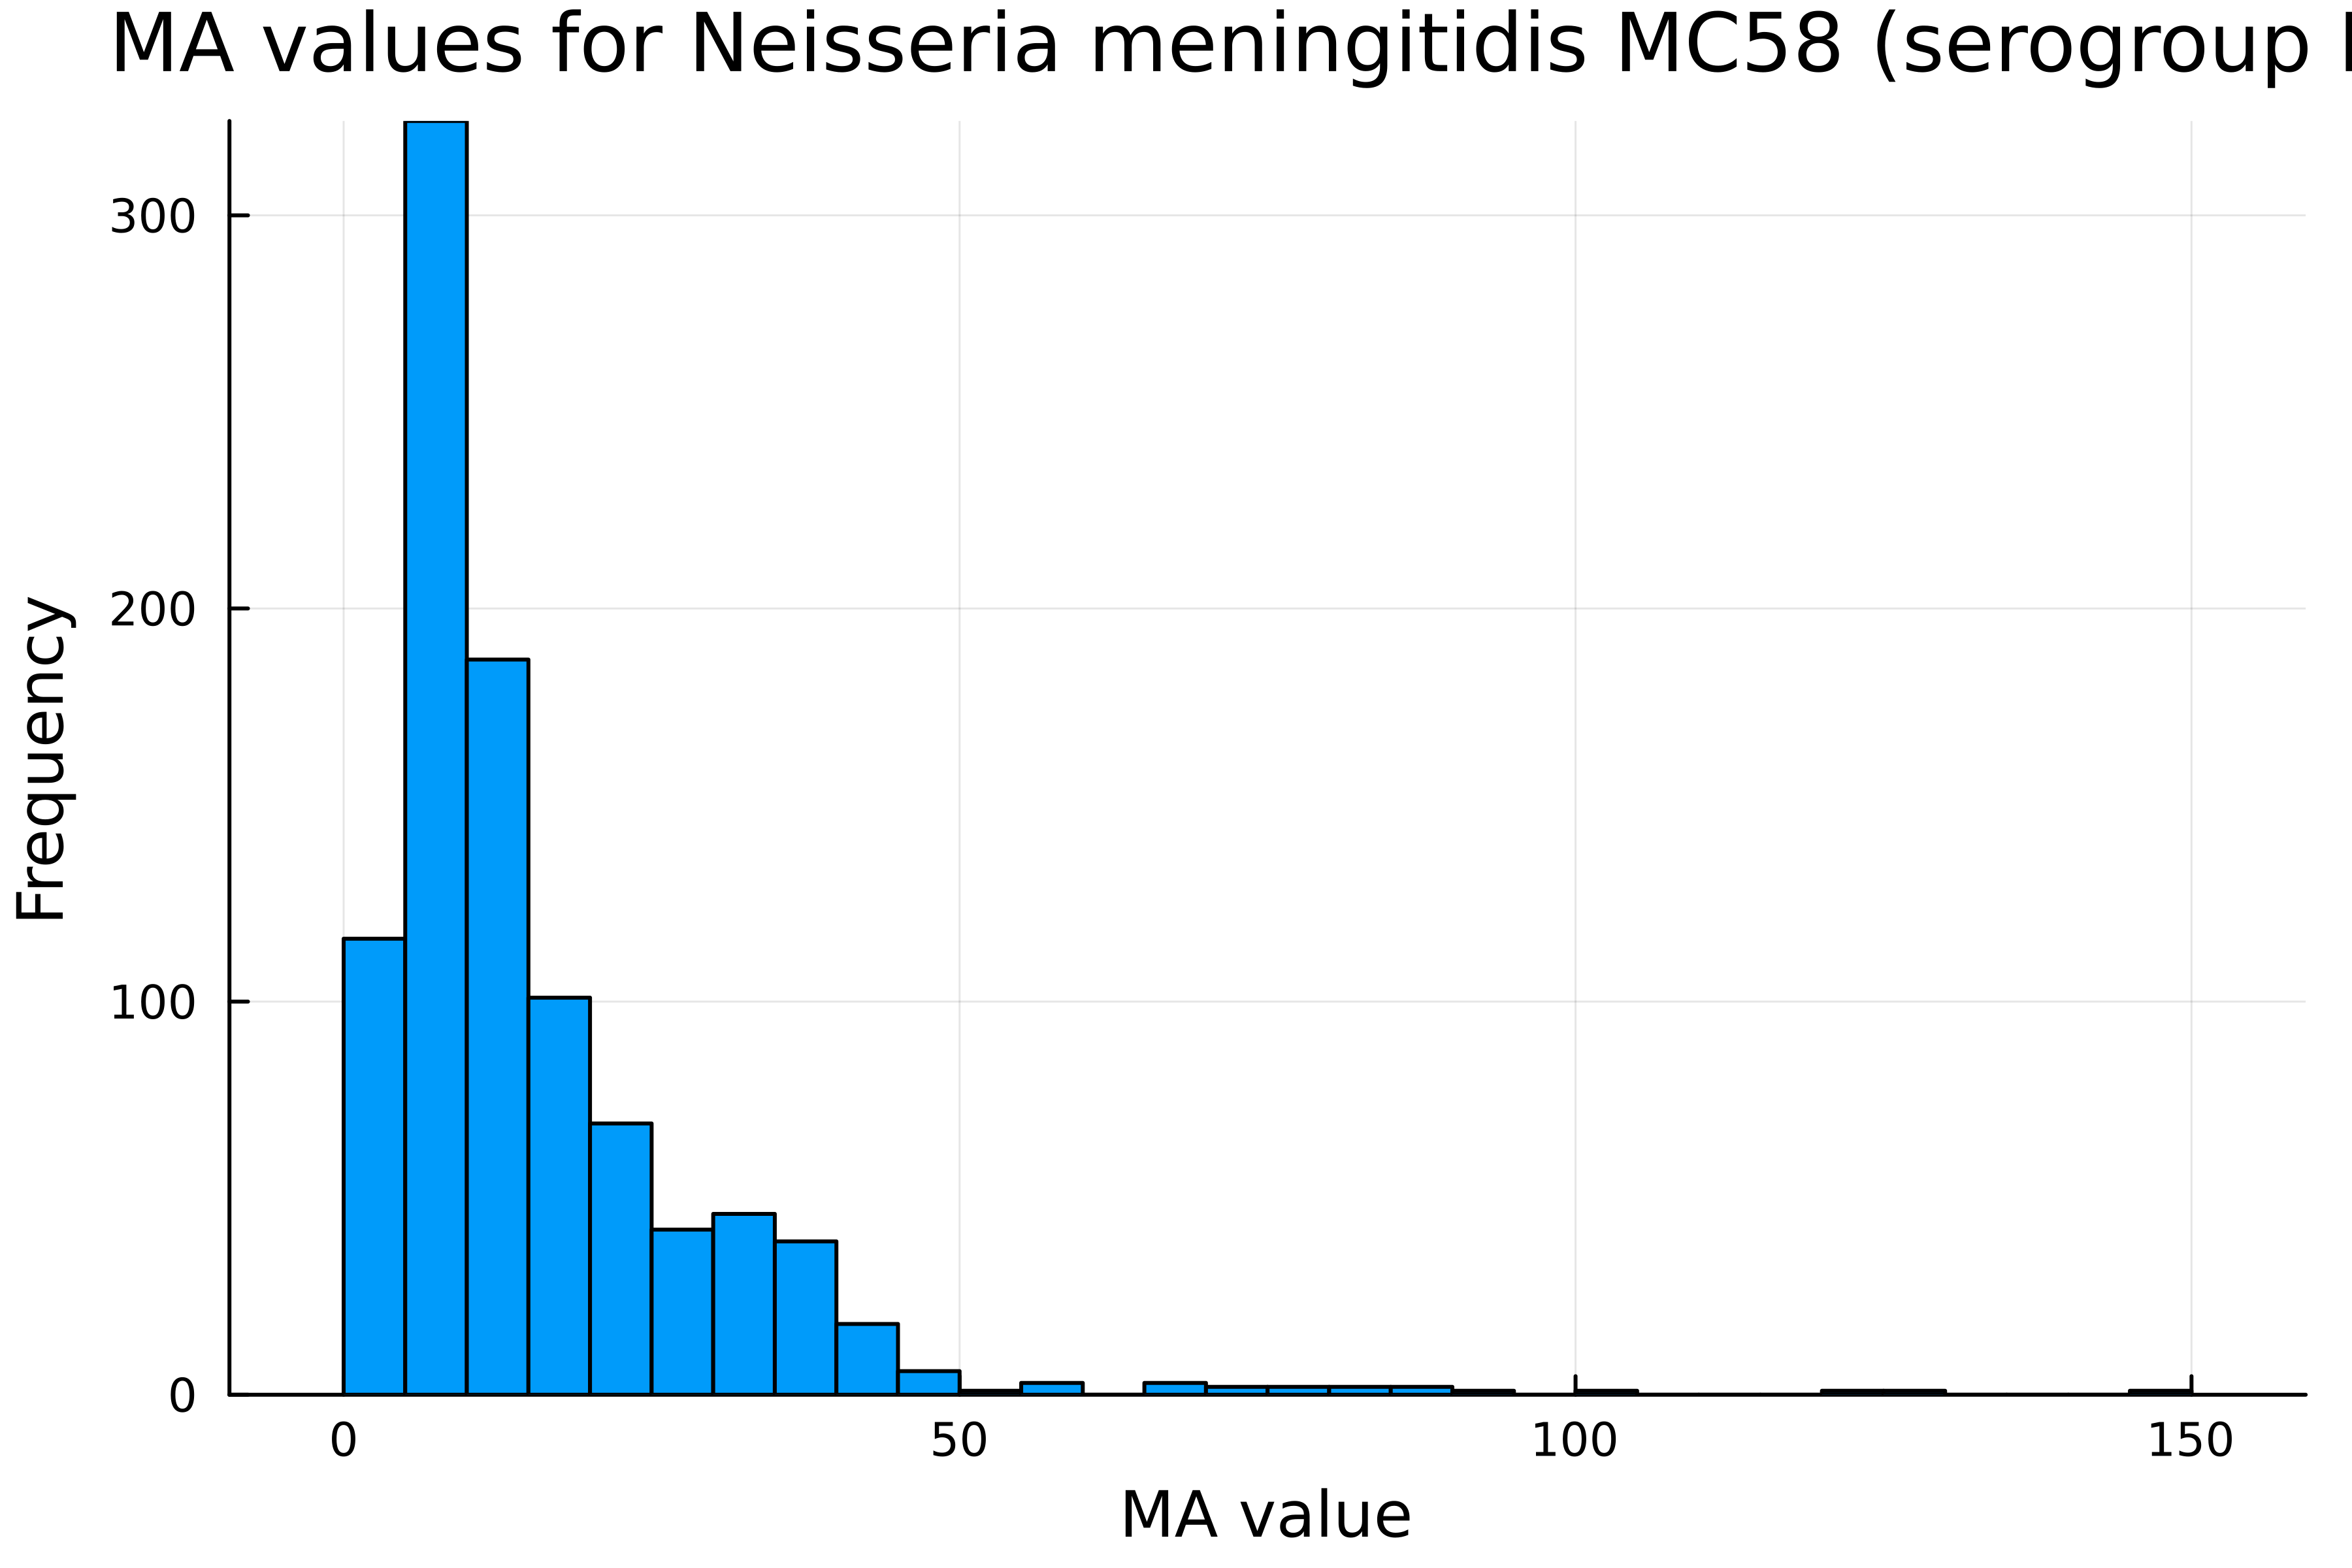 MA values for Neisseria meningitidis MC58 (serogroup
300
200
100
0
Frequency
0 50 100 150
MA value